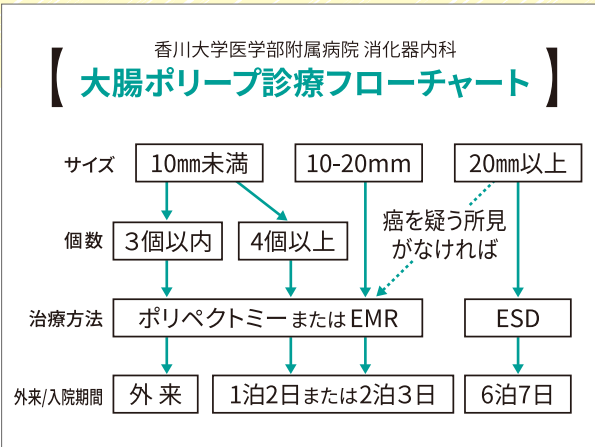 香川大学医学部附属病院 消化器内科
【大腸ポリープ診療フローチャート】
サイズ 10㎜未満 10-20mm 20㎜以上
個数 3個以内 4個以上 癌を疑う所見
がなければ
治療方法 ポリペクトミーまたはEMR ESD
外来/入院期間 外来 1泊2日または2泊3日 6泊7日